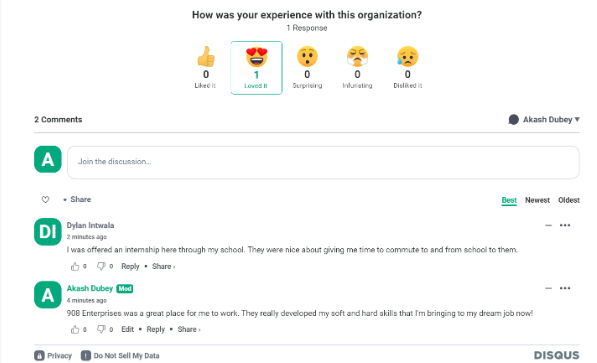 How was your experience with this organization?
1 Response
0 1 0 0 0
Liked it Loved It Surprising Infuriating Disliked it
2 Comments Akash Dubey
A Join the discussion...
Share Best Newest Oldest
DI Dylan Intwala
2 minutes ago
I was offered an internship here through my school. They were nice about giving me time to commute to and from school to them.
0 0 Reply • Share ›
A Akash Dubey Mod
4 minutes ago
908 Enterprises was a great place for me to work. They really developed my soft and hard skills that I'm bringing to my dream job now!
0 0 Edit • Reply • Share ›
Privacy ! Do Not Sell My Data DISQUS